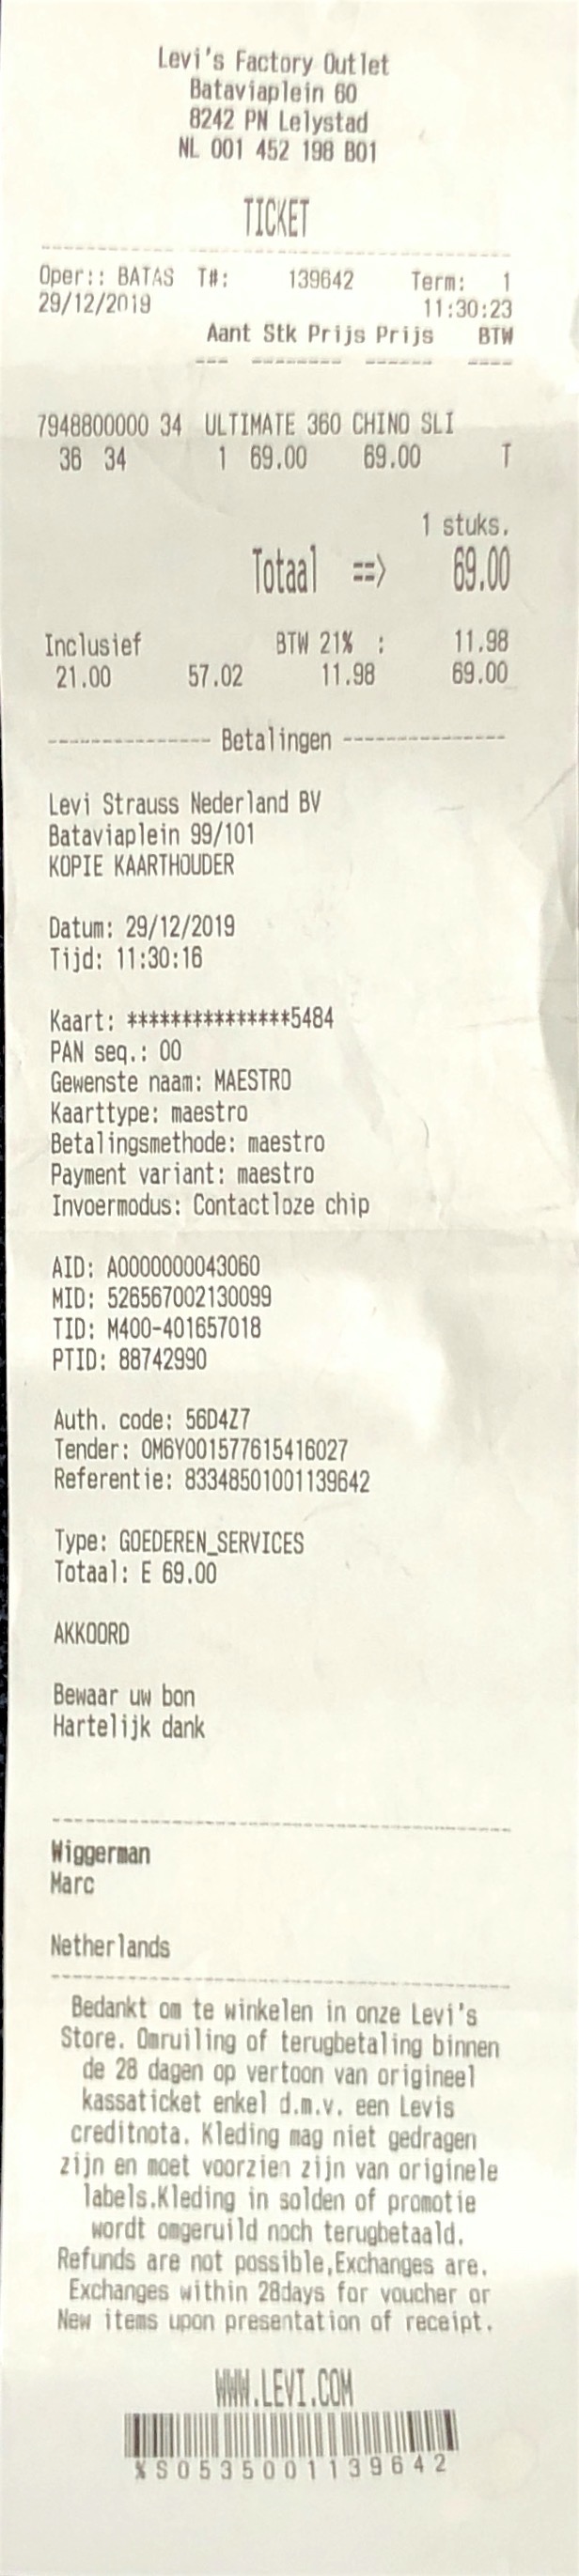 Levi's Factory Outlet
Bataviaplein 60
8242 PN Lelystad
NL 001 452 198 B01
TICKET
Oper:: BATAS T#: 139642 Term: 1
29/12/2019 11:30:23
Aant Stk Prijs Prijs BTW
7948800000 34 ULTIMATE 360 CHINO SLI
36 34 1 69.00 69.00 T
1 stuks.
Totaal ==> 69.00
Inclusief BTW 21% : 11.98
21.00 57.02 11.98 69.00
--------------- Betalingen ---------------
Levi Strauss Nederland BV
Bataviaplein 99/101
KOPIE KAARTHOUDER
Datum: 29/12/2019
Tijd: 11:30:16
Kaart: ***************5484
PAN seq.: 00
Gewenste naam: MAESTRO
Kaarttype: maestro
Betalingsmethode: maestro
Payment variant: maestro
Invoermodus: Contactloze chip
AID: A0000000043060
MID: 526567002130099
TID: M400-401657018
PTID: 88742990
Auth. code: 56D4Z7
Tender: OM6Y001577615416027
Referentie: 83348501001139642
Type: GOEDEREN_SERVICES
Totaal: E 69.00
AKKOORD
Bewaar uw bon
Hartelijk dank
Wiggerman
Marc
Netherlands
Bedankt om te winkelen in onze Levi's
Store. Omruiling of terugbetaling binnen
de 28 dagen op vertoon van origineel
kassaticket enkel d.m.v. een Levis
creditnota. Kleding mag niet gedragen
zijn en moet voorzien zijn van originele
labels.Kleding in solden of promotie
wordt omgeruild noch terugbetaald.
Refunds are not possible,Exchanges are.
Exchanges within 28days for voucher or
New items upon presentation of receipt.
WWW.LEVI.COM
%S0535001139642